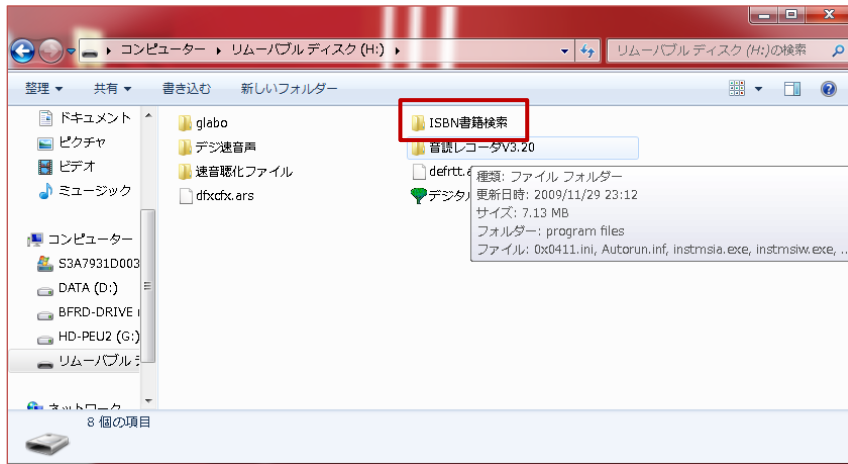 コンピューター ▸ リムーバブル ディスク (H:) ▸
リムーバブル ディスク (H:)の検索
整理 共有 書き込む 新しいフォルダー
ドキュメント
ピクチャ
ビデオ
ミュージック
コンピューター
S3A7931D003
DATA (D:)
BFRD-DRIVE
HD-PEU2 (G:)
リムーバブル デ
ネットワーク
glabo
ISBN書籍検索
デジ速音声
音読レコーダV3.20
速音聴化ファイル
defrtt.a
dfxdfx.ars
デジタル
種類: ファイル フォルダー
更新日時: 2009/11/29 23:12
サイズ: 7.13 MB
フォルダー: program files
ファイル: 0x0411.ini, Autorun.inf, instmsia.exe, instmsiw.exe, ...
8 個の項目